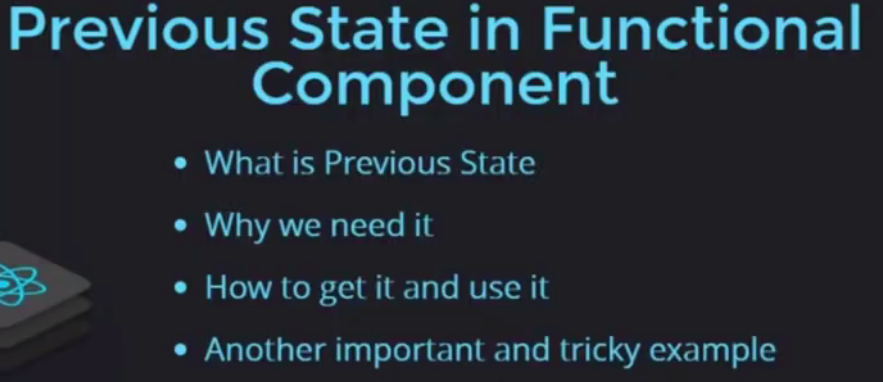 Previous State in Functional
Component
• What is Previous State
• Why we need it
• How to get it and use it
• Another important and tricky example